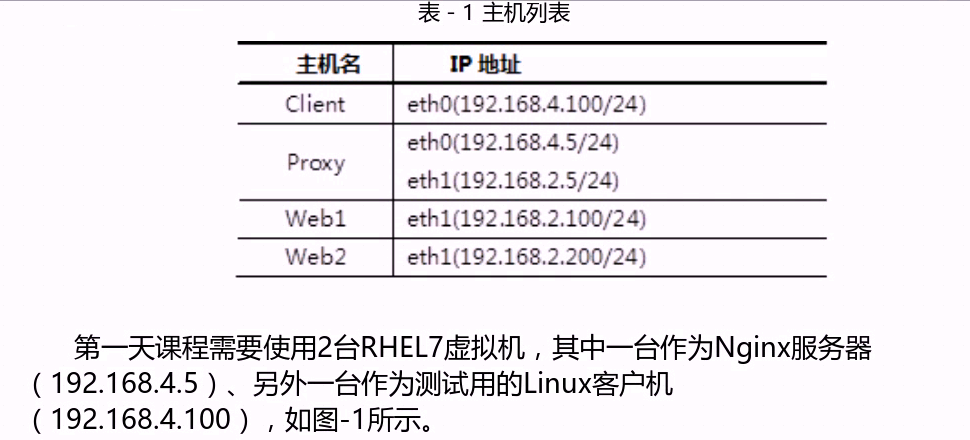 表 - 1 主机列表
主机名 IP 地址
Client eth0(192.168.4.100/24)
Proxy eth0(192.168.4.5/24)
eth1(192.168.2.5/24)
Web1 eth1(192.168.2.100/24)
Web2 eth1(192.168.2.200/24)
第一天课程需要使用2台RHEL7虚拟机，其中一台作为Nginx服务器
（192.168.4.5）、另外一台作为测试用的Linux客户机
（192.168.4.100），如图-1所示。